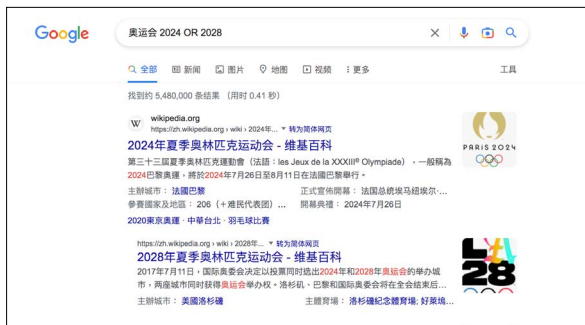 Google
奥运会 2024 OR 2028
全部 新闻 图片 地图 视频 更多 工具
找到约 5,480,000 条结果 （用时 0.41 秒）
W
wikipedia.org
https://zh.wikipedia.org › wiki › 2024年... 转为简体网页
2024年夏季奥林匹克运动会 - 维基百科
第三十三屆夏季奧林匹克運動會（法語：les Jeux de la XXXIIIᵉ Olympiade），一般稱為
2024巴黎奧運，將於2024年7月26日至8月11日在法國巴黎舉行。
主辦城市： 法國巴黎 正式宣佈開幕： 法国总统埃马纽埃尔·...
參賽國家及地區： 206（＋难民代表团）... 開幕典禮： 2024年7月26日
2020東京奧運 · 中華台北 · 羽毛球比賽
PARIS 2024
https://zh.wikipedia.org › wiki › 2028年... 转为简体网页
2028年夏季奥林匹克运动会 - 维基百科
2017年7月11日，国际奥委会决定以投票同时选出2024年和2028年奥运会的举办城
市，两座城市同时获得奥运会举办权。洛杉矶、巴黎和国际奥委会将在全会结束后...
主辦城市： 美國洛杉磯 主體育場： 洛杉磯紀念體育場; 好萊塢...
LA
28